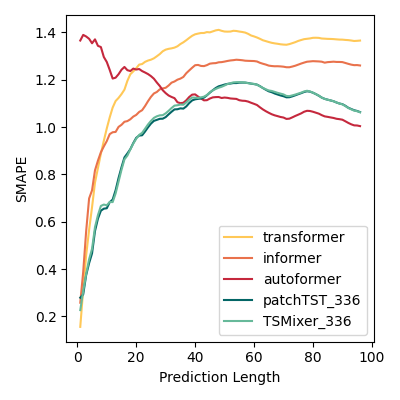 1.4
1.2
1.0
0.8
0.6
0.4
0.2
SMAPE
transformer
informer
autoformer
patchTST_336
TSMixer_336
0 20 40 60 80 100
Prediction Length